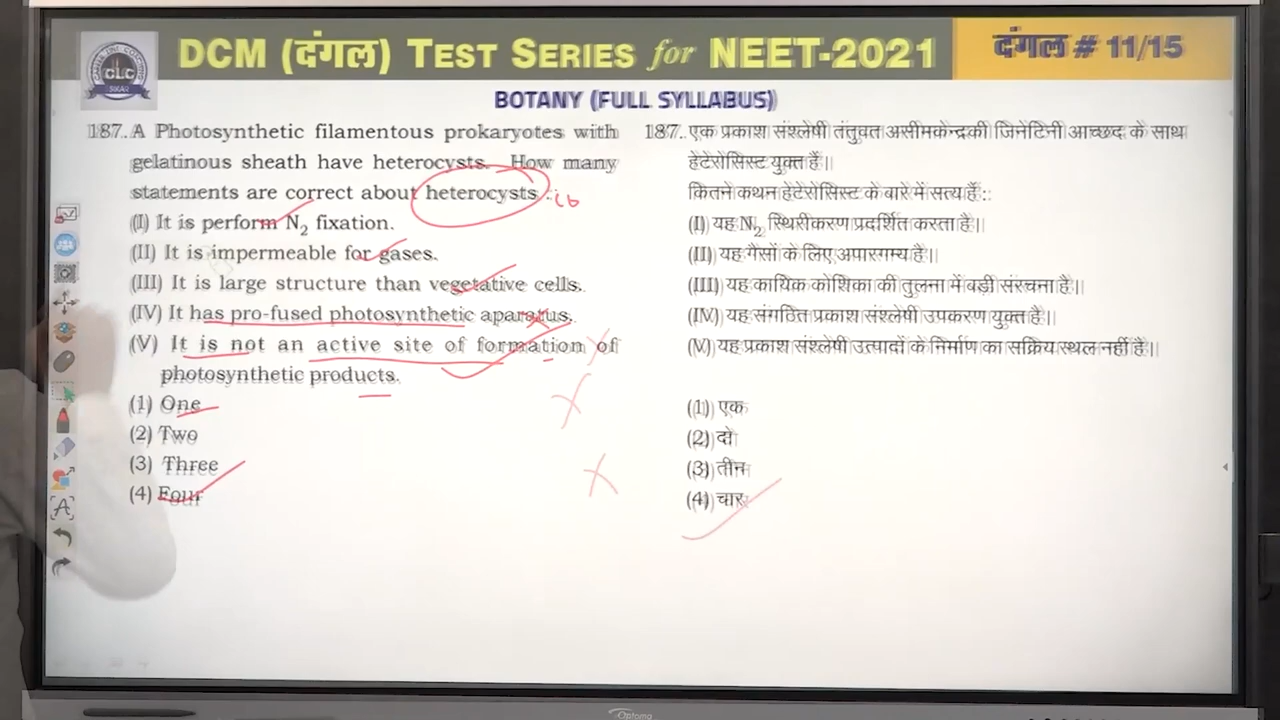 DCM (दंगल) TEST SERIES for NEET-2021
दंगल # 11/15
CLC
SIKAR
BOTANY (FULL SYLLABUS)
187. A Photosynthetic filamentous prokaryotes with
gelatinous sheath have heterocysts. How many
statements are correct about heterocysts :
(I) It is perform N₂ fixation.
(II) It is impermeable for gases.
(III) It is large structure than vegetative cells.
(IV) It has pro-fused photosynthetic aparatus.
(V) It is not an active site of formation of
photosynthetic products.
(1) One
(2) Two
(3) Three
(4) Four
187. एक प्रकाश संश्लेषी तंतुवत असीमकेन्द्रकी जिनेटिनी आच्छद के साथ
हेटेरोसिस्ट युक्त हैं।
कितने कथन हेटेरोसिस्ट के बारे में सत्य हैं :
(I) यह N₂ स्थिरीकरण प्रदर्शित करता है।
(II) यह गैसों के लिए अपारगम्य है।
(III) यह कायिक कोशिका की तुलना में बड़ी संरचना है।
(IV) यह संगठित प्रकाश संश्लेषी उपकरण युक्त है।
(V) यह प्रकाश संश्लेषी उत्पादों के निर्माण का सक्रिय स्थल नहीं है।
(1) एक
(2) दो
(3) तीन
(4) चार
Optoma